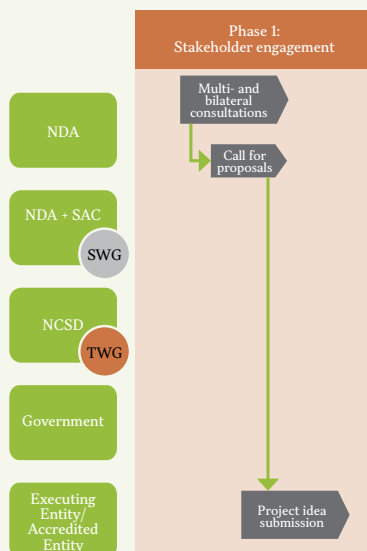 Phase 1:
Stakeholder engagement
Multi- and
bilateral
consultations
NDA
Call for
proposals
NDA + SAC
SWG
NCSD
TWG
Government
Executing
Entity/
Accredited
Entity
Project idea
submission